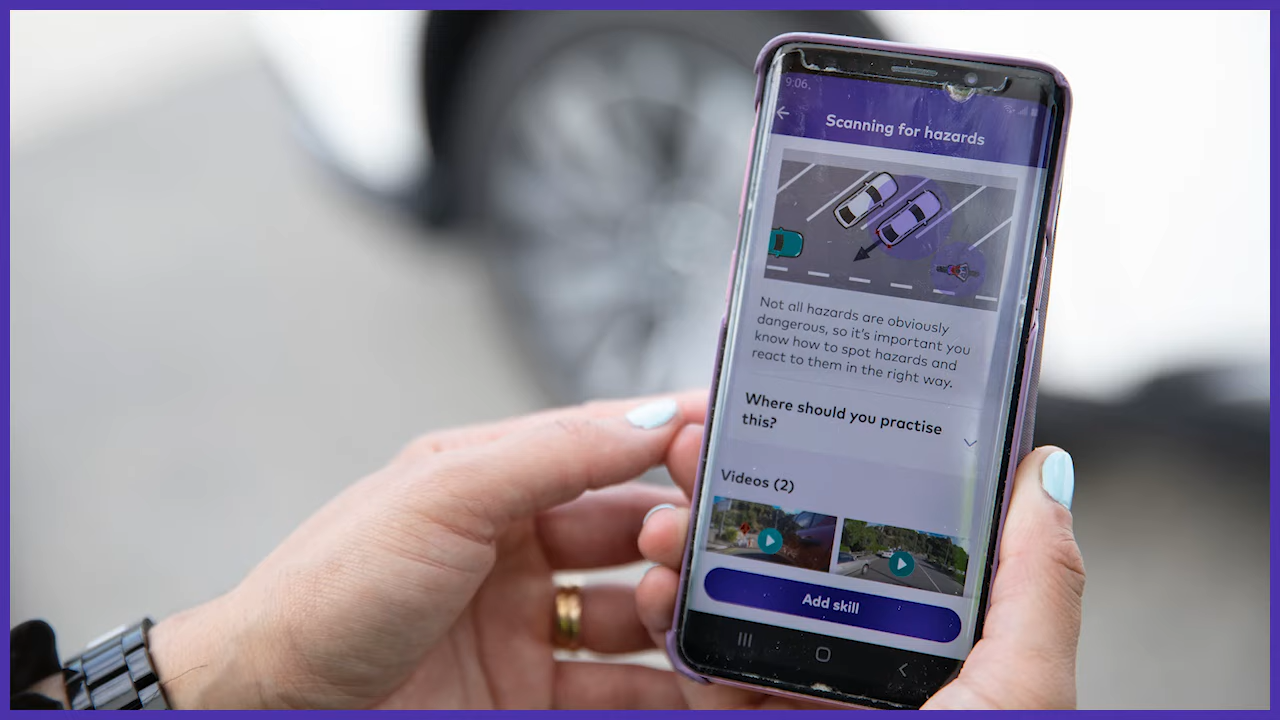 9:06
Scanning for hazards
Not all hazards are obviously
dangerous, so it's important you
know how to spot hazards and
react to them in the right way.
Where should you practise
this?
Videos (2)
Add skill